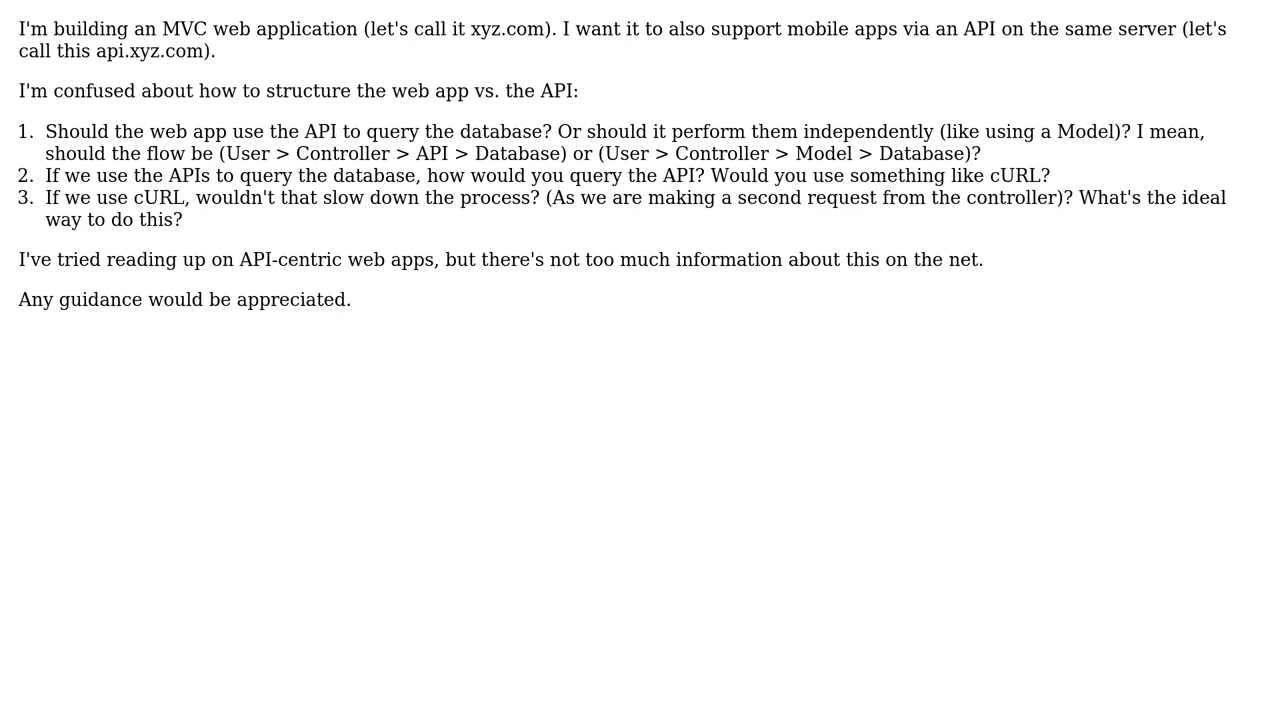 I'm building an MVC web application (let's call it xyz.com). I want it to also support mobile apps via an API on the same server (let's
call this api.xyz.com).
I'm confused about how to structure the web app vs. the API:
1. Should the web app use the API to query the database? Or should it perform them independently (like using a Model)? I mean,
should the flow be (User > Controller > API > Database) or (User > Controller > Model > Database)?
2. If we use the APIs to query the database, how would you query the API? Would you use something like cURL?
3. If we use cURL, wouldn't that slow down the process? (As we are making a second request from the controller)? What's the ideal
way to do this?
I've tried reading up on API-centric web apps, but there's not too much information about this on the net.
Any guidance would be appreciated.